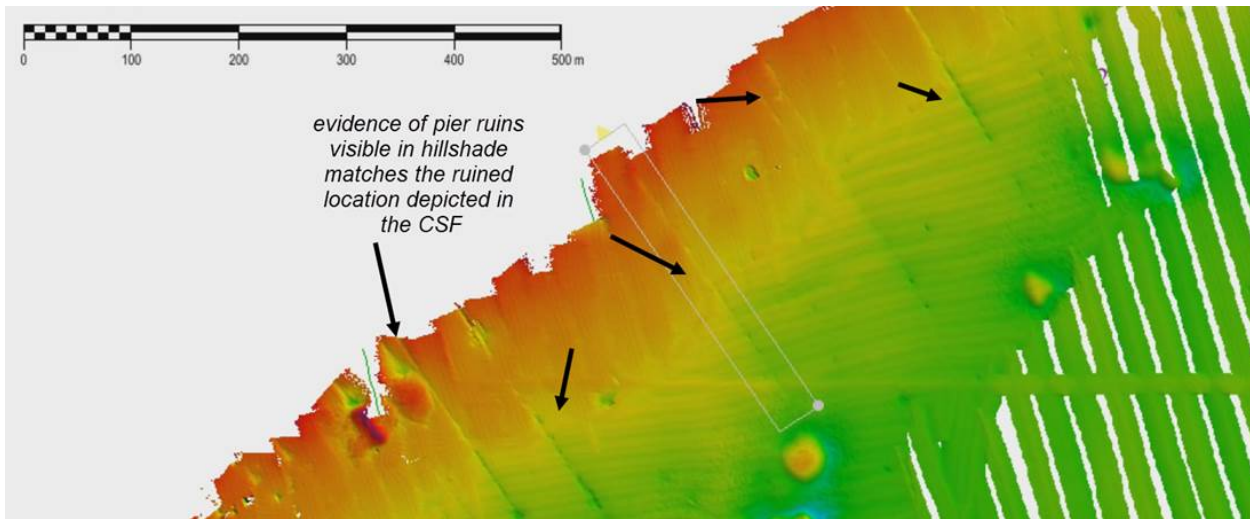 0 100 200 300 400 500 m
evidence of pier ruins
visible in hillshade
matches the ruined
location depicted in
the CSF